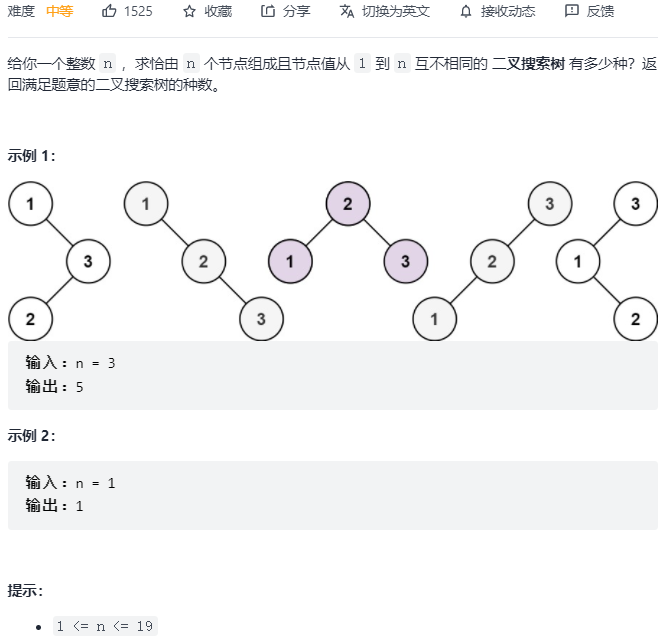 难度 中等 1525 收藏 分享 切换为英文 接收动态 反馈
给你一个整数 n ，求恰由 n 个节点组成且节点值从 1 到 n 互不相同的 二叉搜索树 有多少种？返
回满足题意的二叉搜索树的种数。
示例 1：
1 1 2 3 3
3 2 1 3 2 1
2 3 1 2
输入：n = 3
输出：5
示例 2：
输入：n = 1
输出：1
提示：
• 1 <= n <= 19